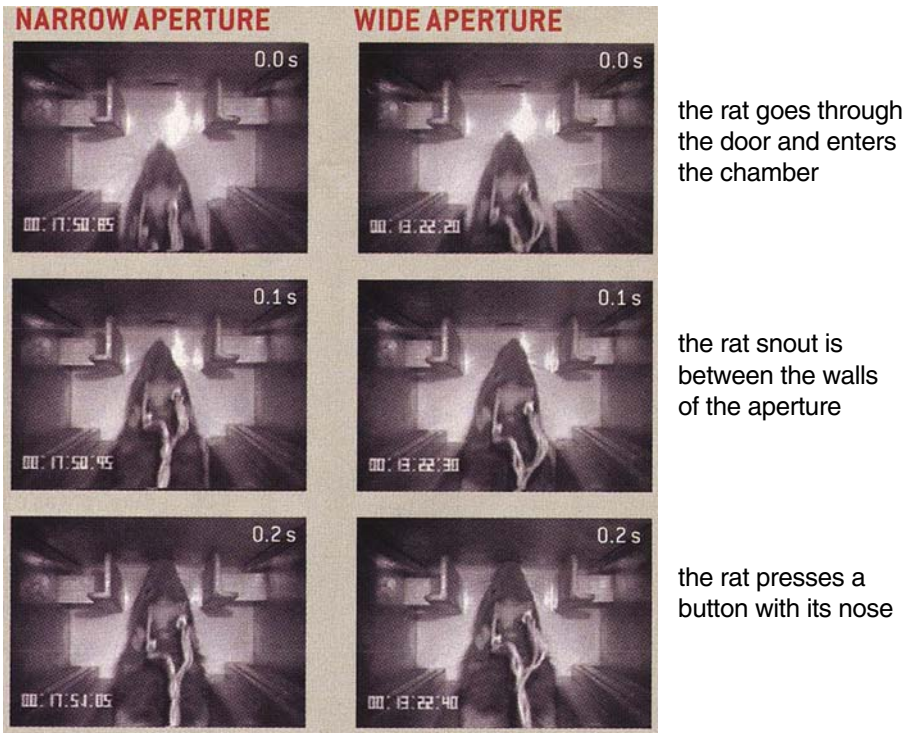 NARROW APERTURE
WIDE APERTURE
0.0 s
0.0 s
the rat goes through
the door and enters
the chamber
00:17:50:85
00:13:22:20
0.1 s
0.1 s
the rat snout is
between the walls
of the aperture
00:17:50:95
00:13:22:30
0.2 s
0.2 s
the rat presses a
button with its nose
00:17:51:05
00:13:22:40